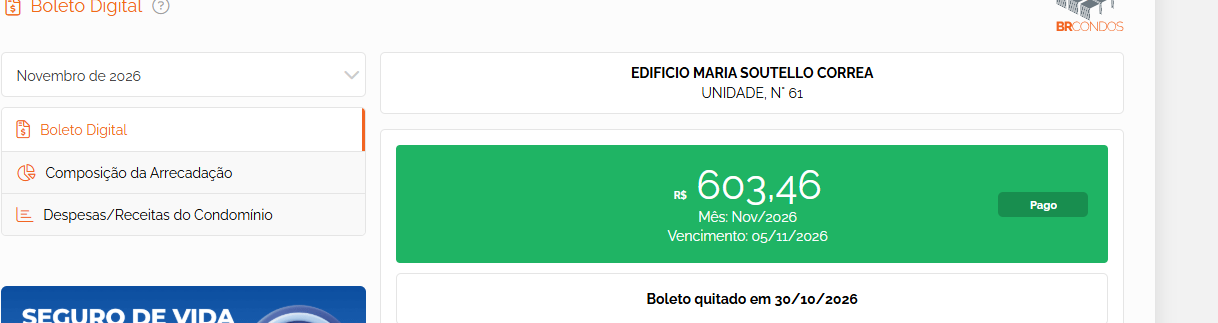 Boleto Digital ?
BRCONDOS
Novembro de 2026
EDIFICIO MARIA SOUTELLO CORREA
UNIDADE, N° 61
Boleto Digital
Composição da Arrecadação
Despesas/Receitas do Condomínio
R$ 603,46
Pago
Mês: Nov/2026
Vencimento: 05/11/2026
Boleto quitado em 30/10/2026
SEGURO DE VIDA